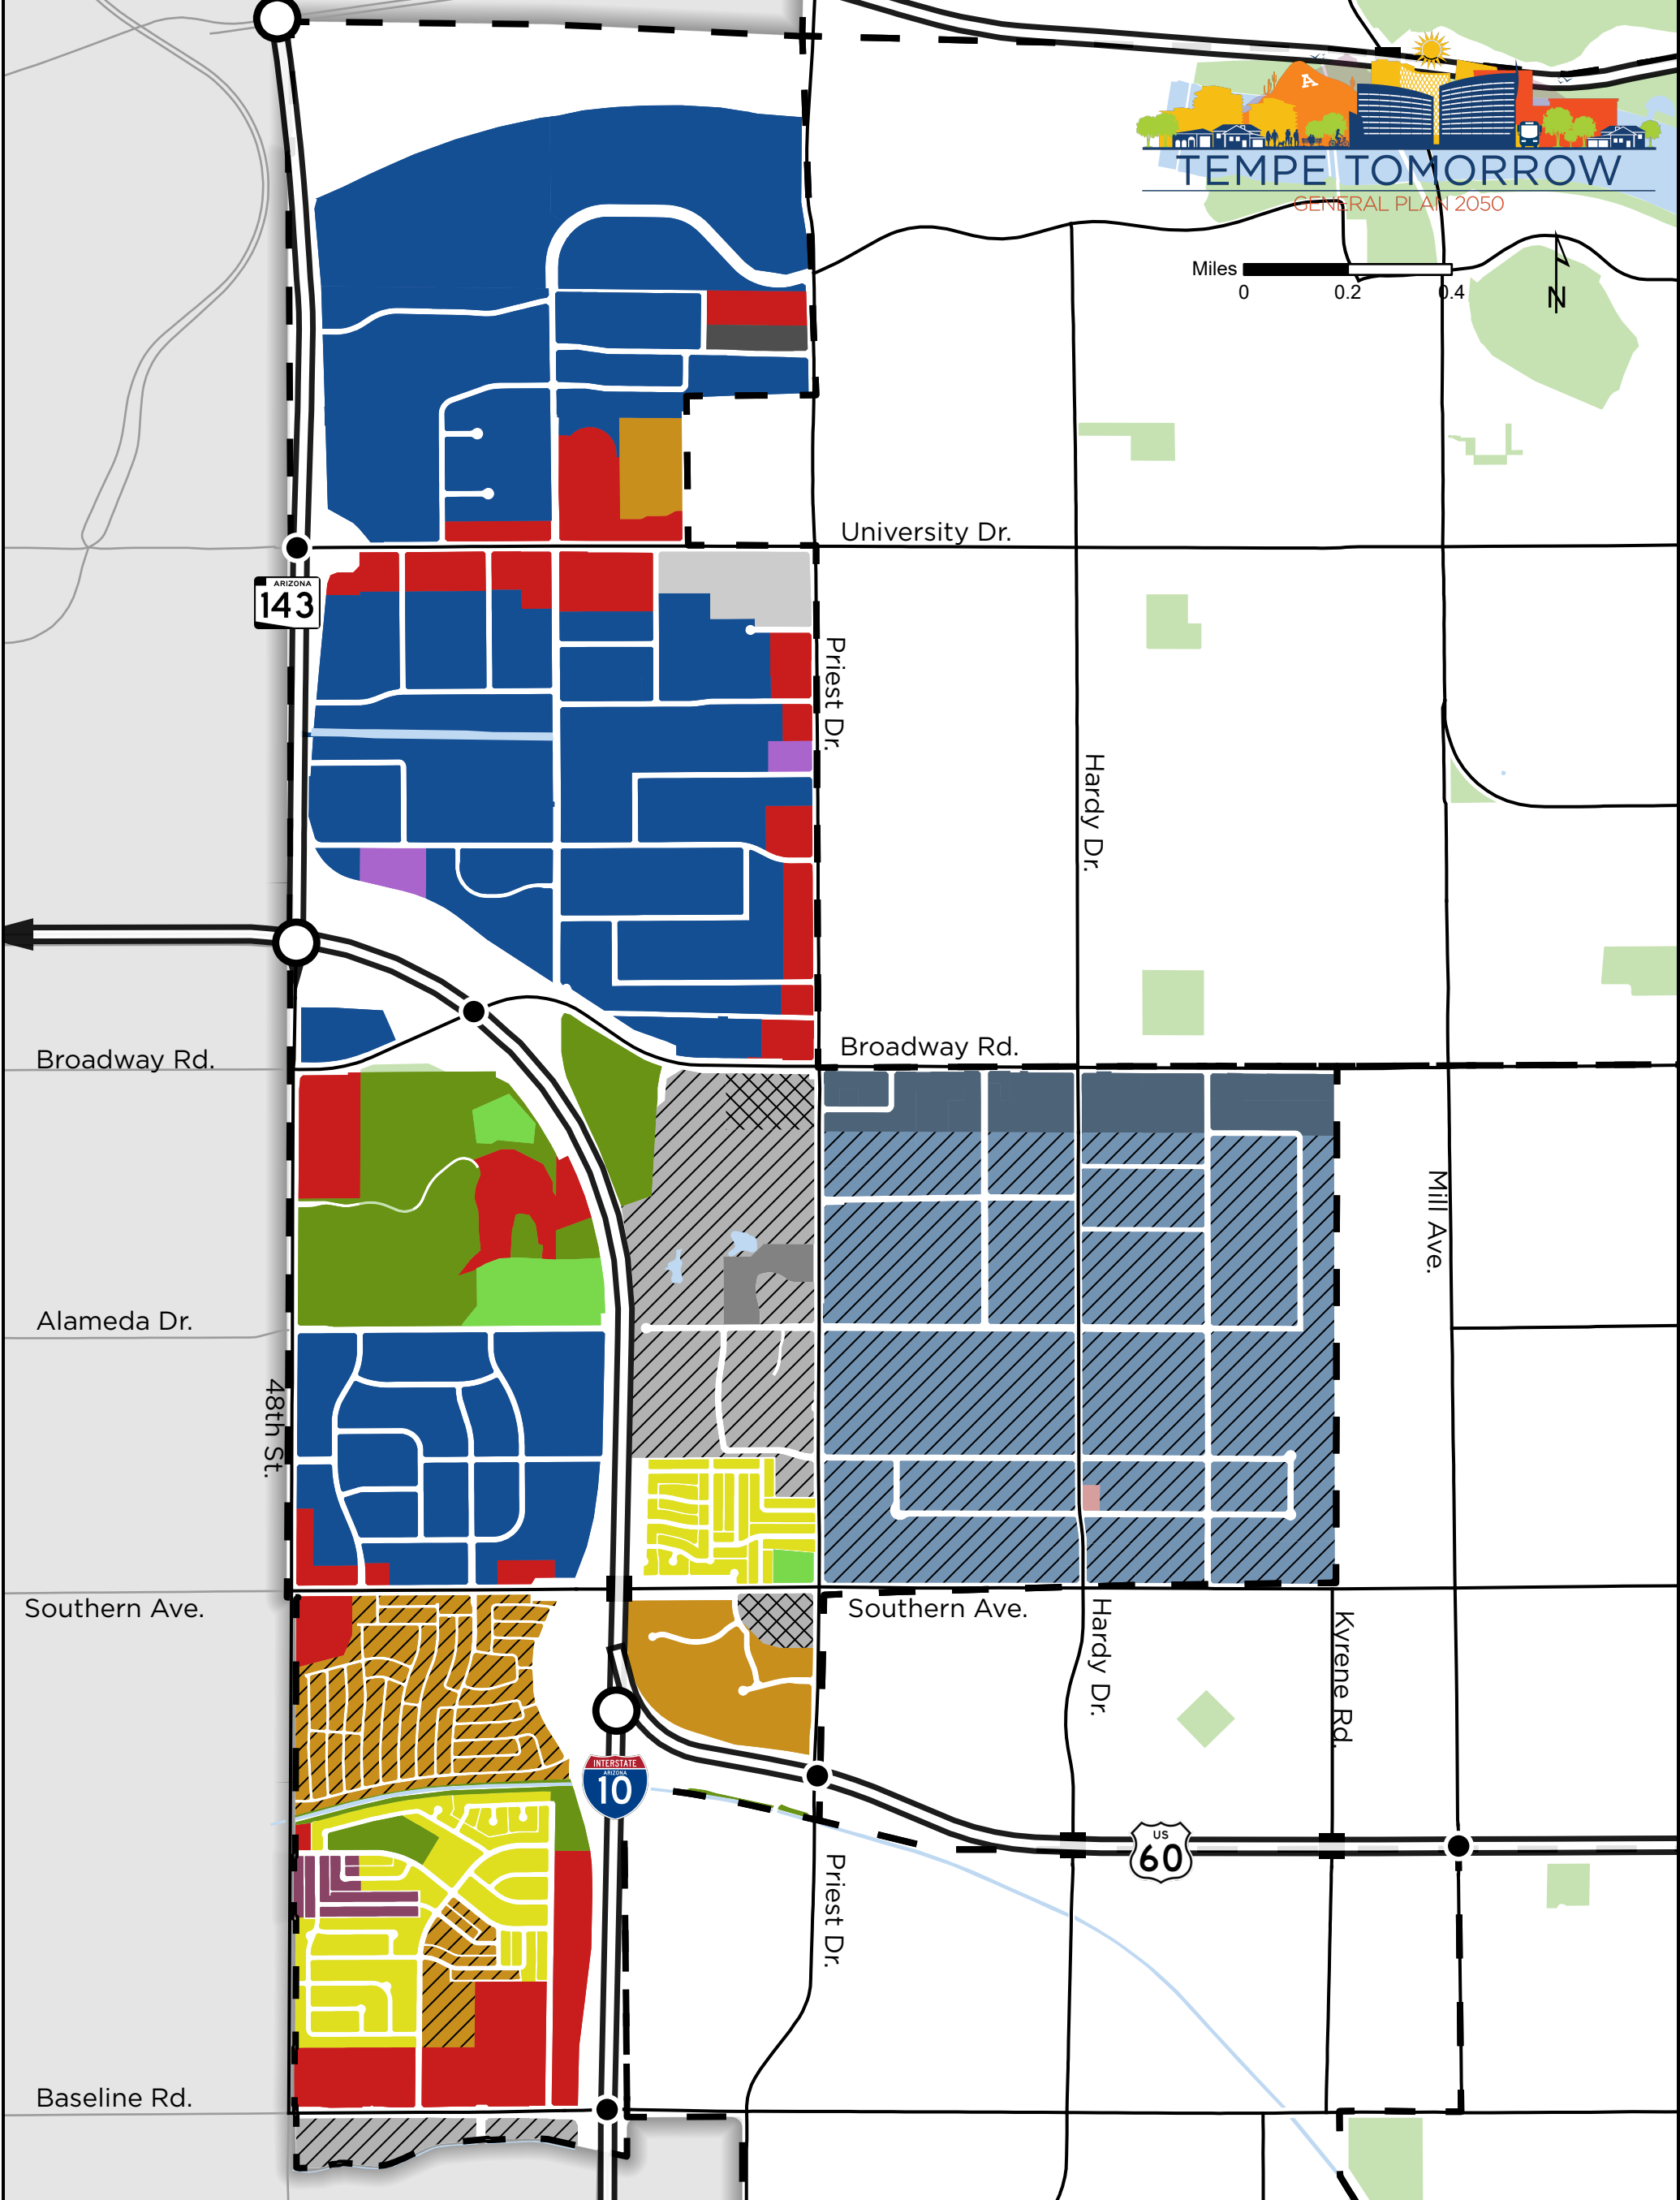 A
TEMPE TOMORROW
GENERAL PLAN 2050
Miles
0 0.2 0.4
N
University Dr.
ARIZONA
143
Priest Dr.
Hardy Dr.
Broadway Rd.
Broadway Rd.
Mill Ave.
Alameda Dr.
48th St.
Southern Ave.
Southern Ave.
Hardy Dr.
Kyrene Rd.
INTERSTATE
ARIZONA
10
US
60
Priest Dr.
Baseline Rd.